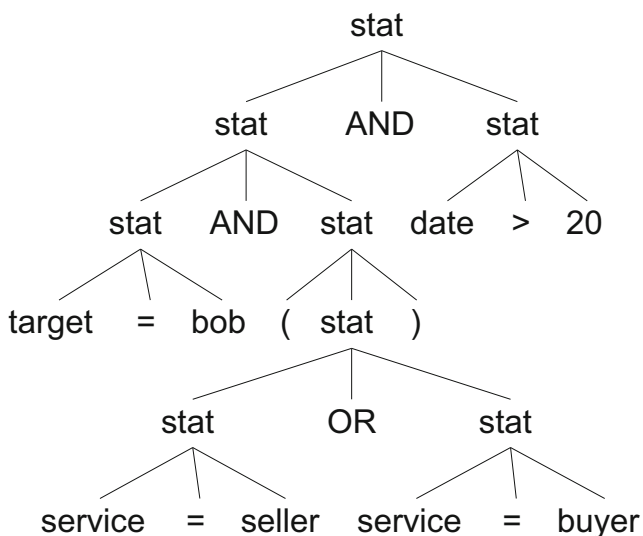 stat
stat AND stat
stat AND stat date > 20
target = bob ( stat )
stat OR stat
service = seller service = buyer